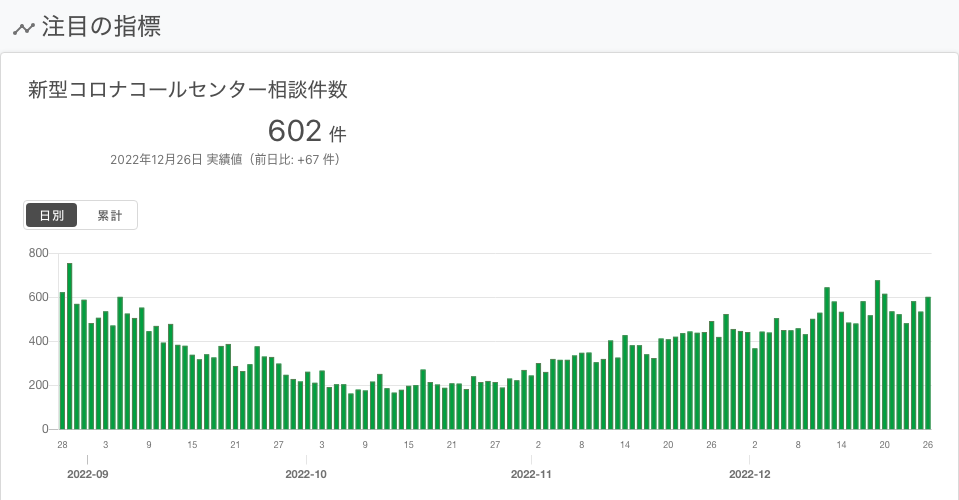 注目の指標
新型コロナコールセンター相談件数
602 件
2022年12月26日 実績値（前日比: +67 件）
日別 累計
800
600
400
200
0
28 3 9 15 21 27 3 9 15 21 27 2 8 14 20 26 2 8 14 20 26
2022-09 2022-10 2022-11 2022-12